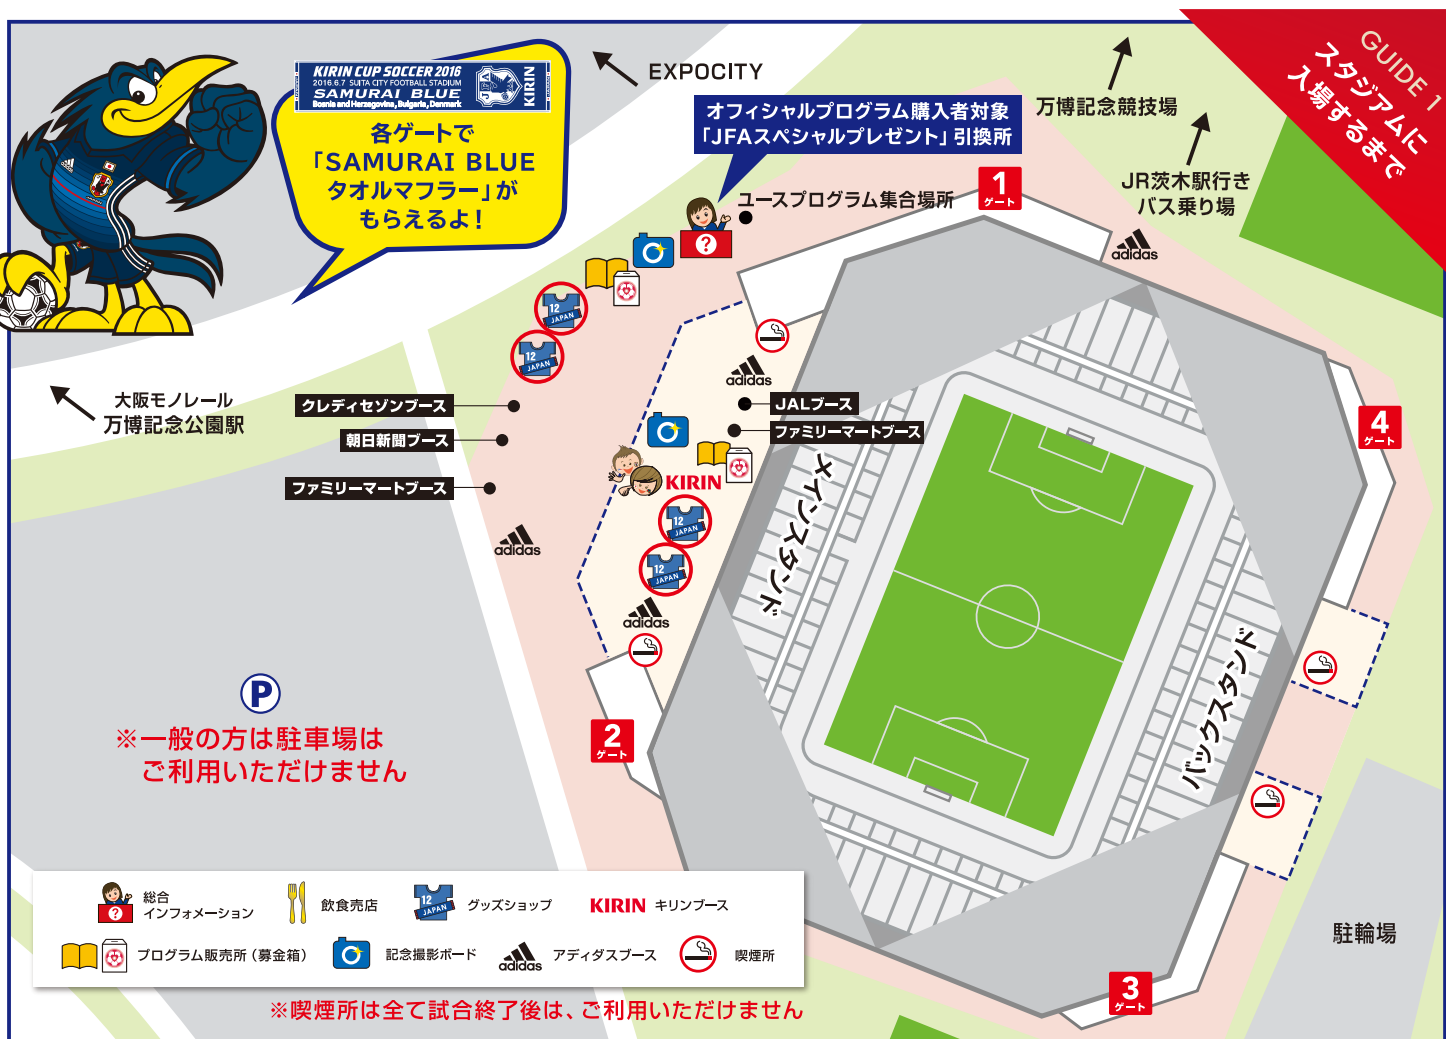 KIRIN CUP SOCCER 2016
2016.6.7 SUITA CITY FOOTBALL STADIUM
SAMURAI BLUE
Bosnia and Herzegovina, Bulgaria, Denmark
KIRIN
各ゲートで
「SAMURAI BLUE
タオルマフラー」が
もらえるよ！
EXPOCITY
オフィシャルプログラム購入者対象
「JFAスペシャルプレゼント」引換所
ユースプログラム集合場所
万博記念競技場
JR茨木駅行き
バス乗り場
GUIDE 1
スタジアムに
入場するまで
1
ゲート
adidas
12
JAPAN
12
JAPAN
adidas
大阪モノレール
万博記念公園駅
クレディセゾンブース
朝日新聞ブース
ファミリーマートブース
adidas
JALブース
ファミリーマートブース
KIRIN
12
JAPAN
12
JAPAN
adidas
メインスタンド
バックスタンド
4
ゲート
2
ゲート
3
ゲート
P
※一般の方は駐車場は
ご利用いただけません
駐輪場
総合
インフォメーション
飲食売店
12
JAPAN
グッズショップ
KIRIN
キリンブース
プログラム販売所（募金箱）
記念撮影ボード
adidas
アディダスブース
喫煙所
※喫煙所は全て試合終了後は、ご利用いただけません